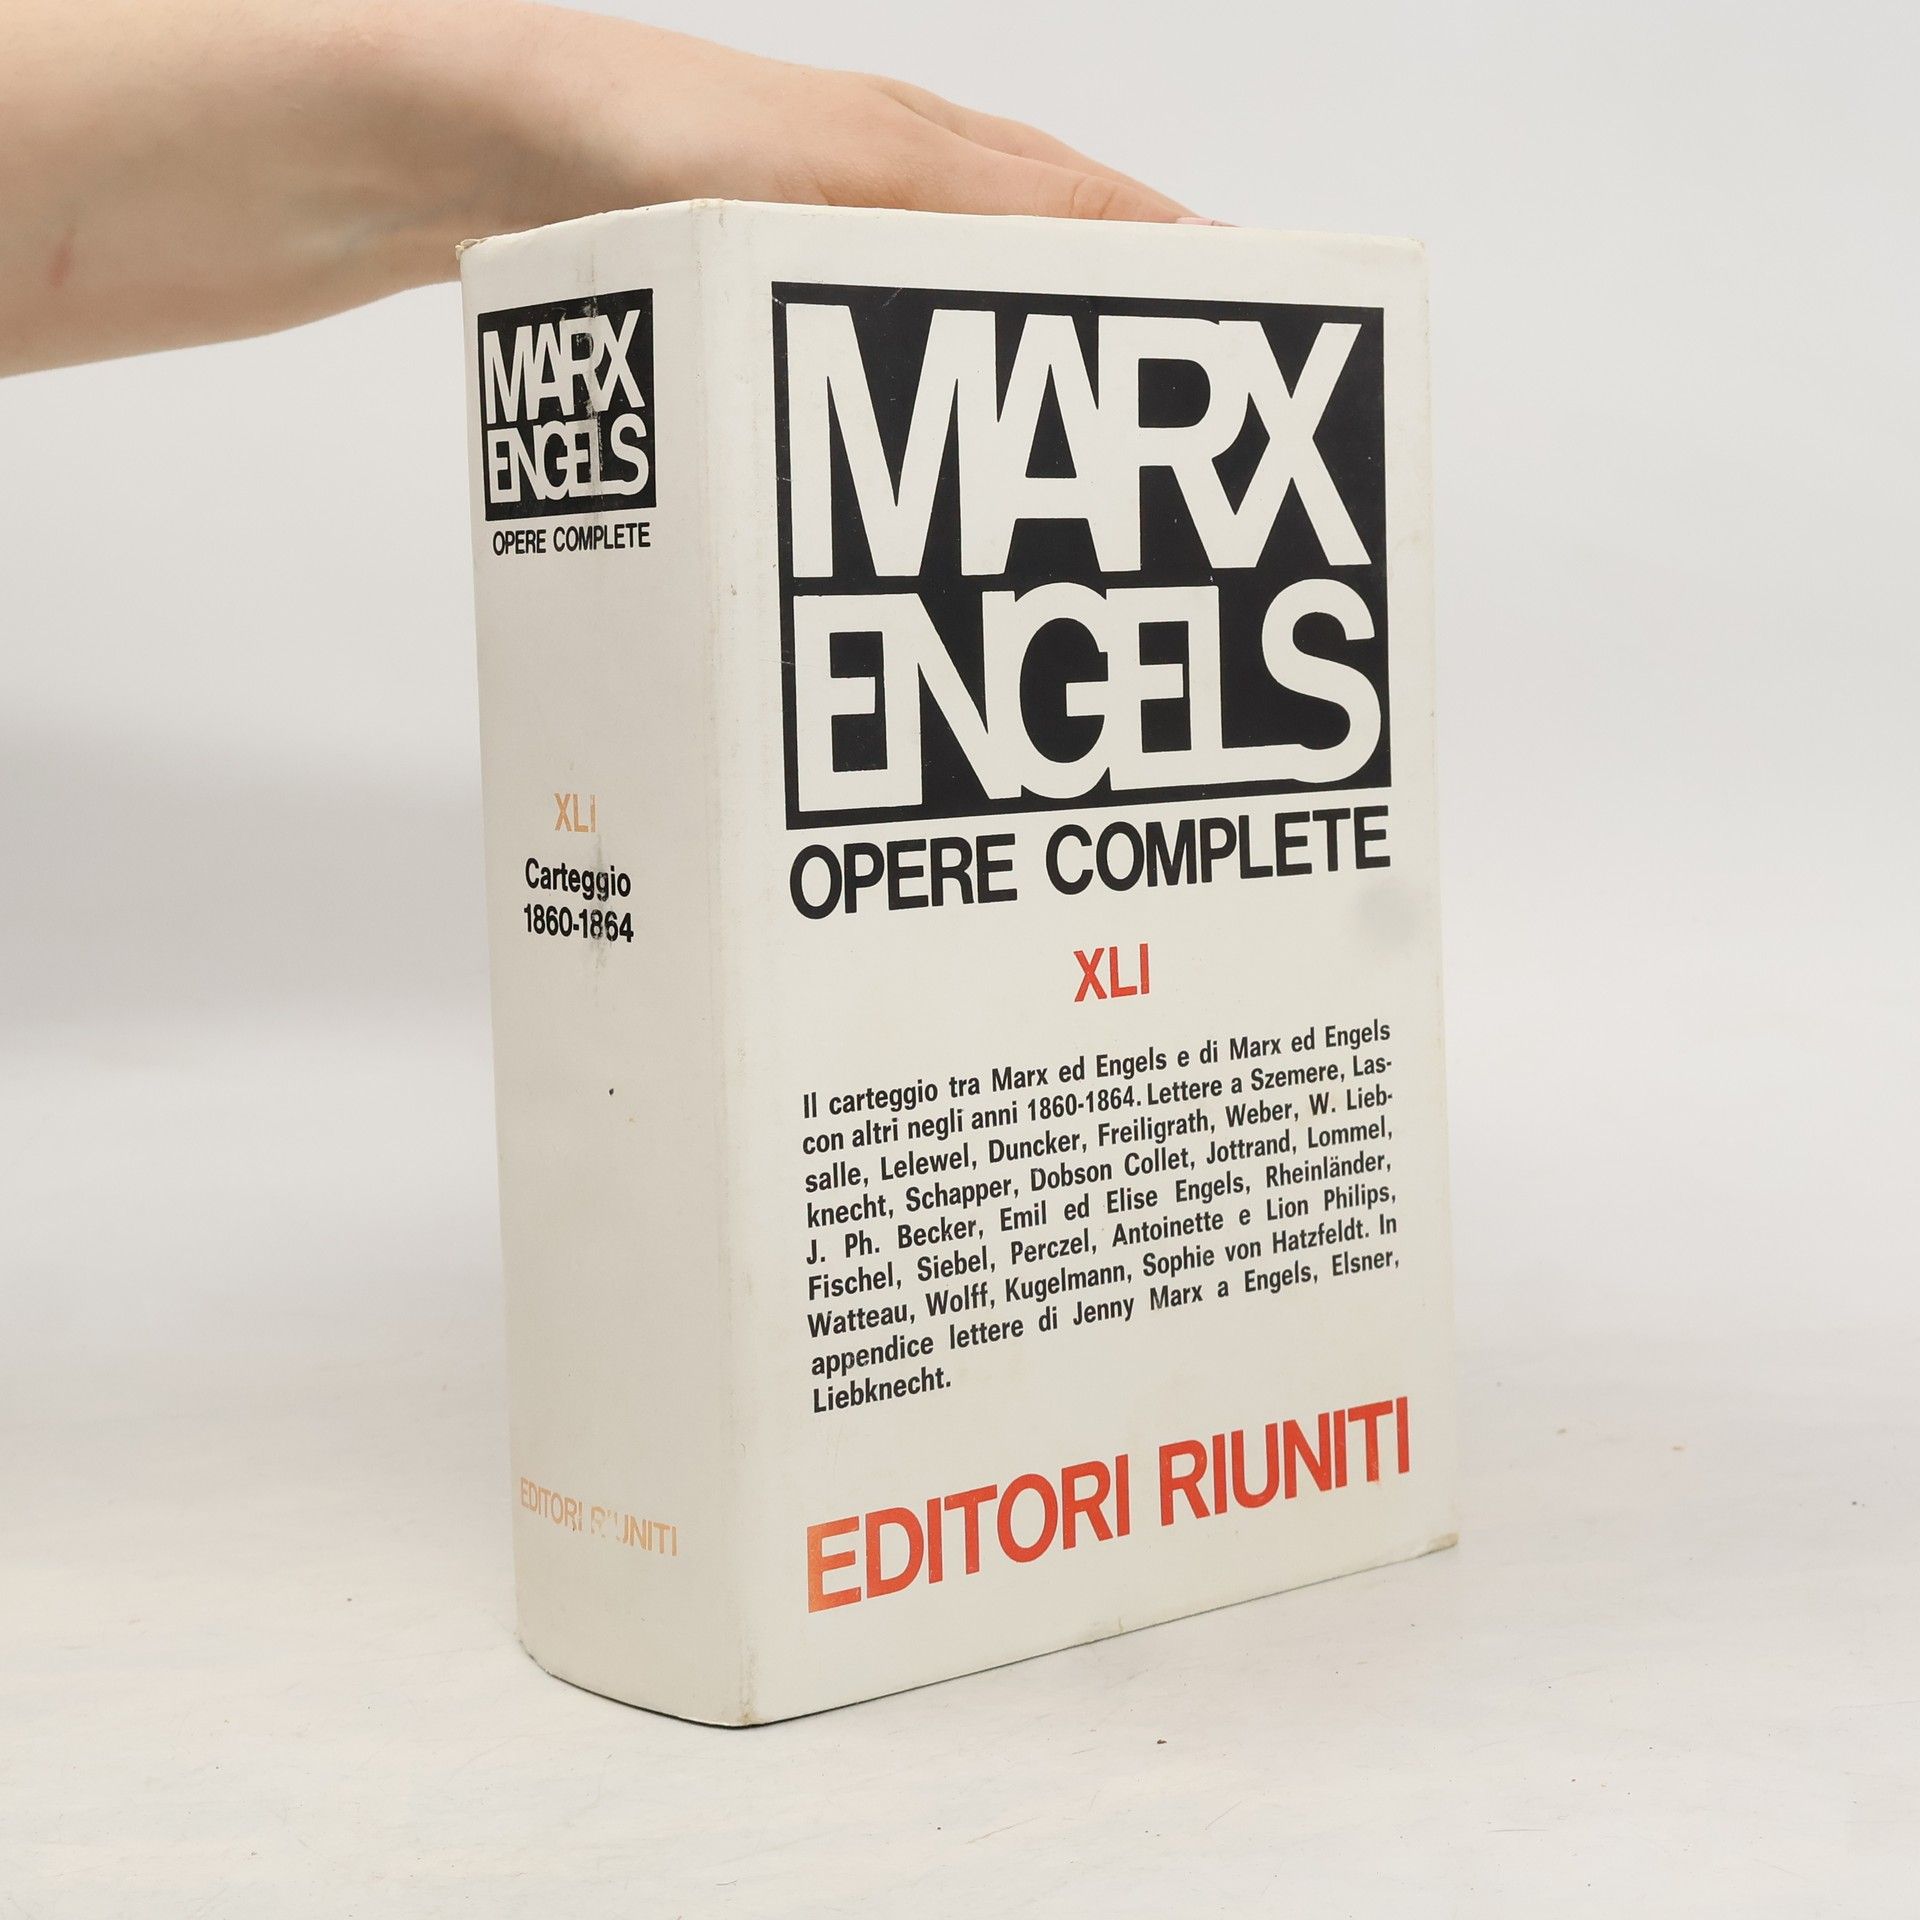 MARX
ENGELS
OPERE COMPLETE
XLI
Carteggio
1860-1864
EDITORI RIUNITI
MARX
ENGELS
OPERE COMPLETE
XLI
Il carteggio tra Marx ed Engels e di Marx ed Engels
con altri negli anni 1860-1864. Lettere a Szemere, Las-
salle, Lelewel, Duncker, Freiligrath, Weber, W. Lieb-
knecht, Schapper, Dobson Collet, Jottrand, Lommel,
J. Ph. Becker, Emil ed Elise Engels, Rheinländer,
Fischel, Siebel, Perczel, Antoinette e Lion Philips,
Watteau, Wolff, Kugelmann, Sophie von Hatzfeldt. In
appendice lettere di Jenny Marx a Engels, Elsner,
Liebknecht.
EDITORI RIUNITI